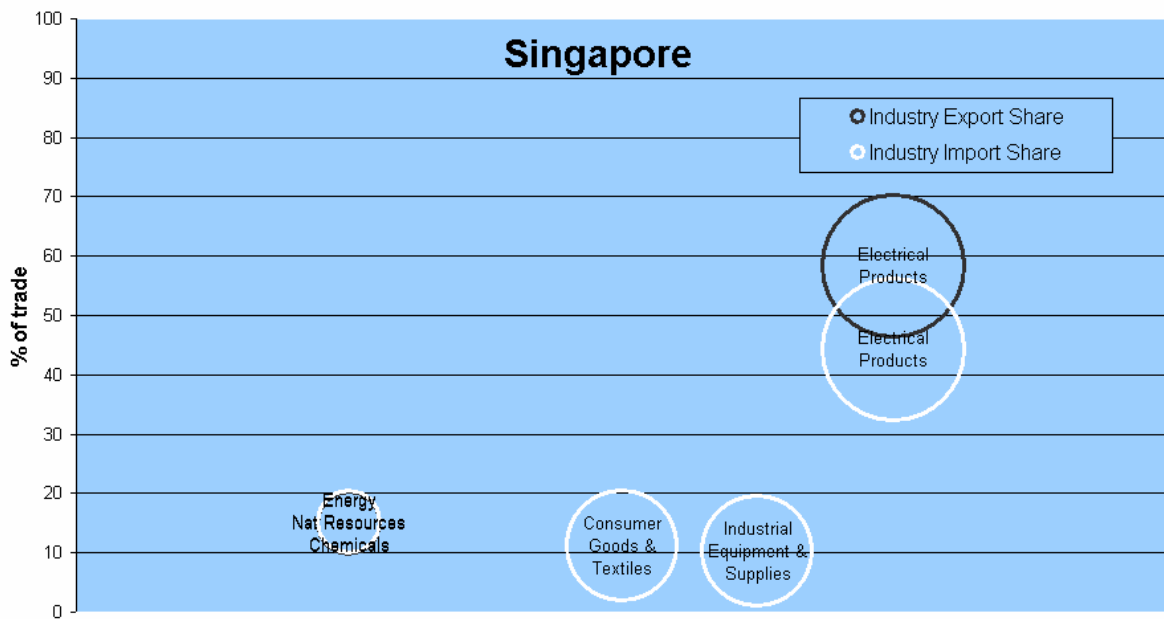 Singapore
100
90
80
70
60
50
40
30
20
10
0
% of trade
Industry Export Share
Industry Import Share
Electrical
Products
Electrical
Products
Energy
Nat Resources
Chemicals
Consumer
Goods &
Textiles
Industrial
Equipment &
Supplies